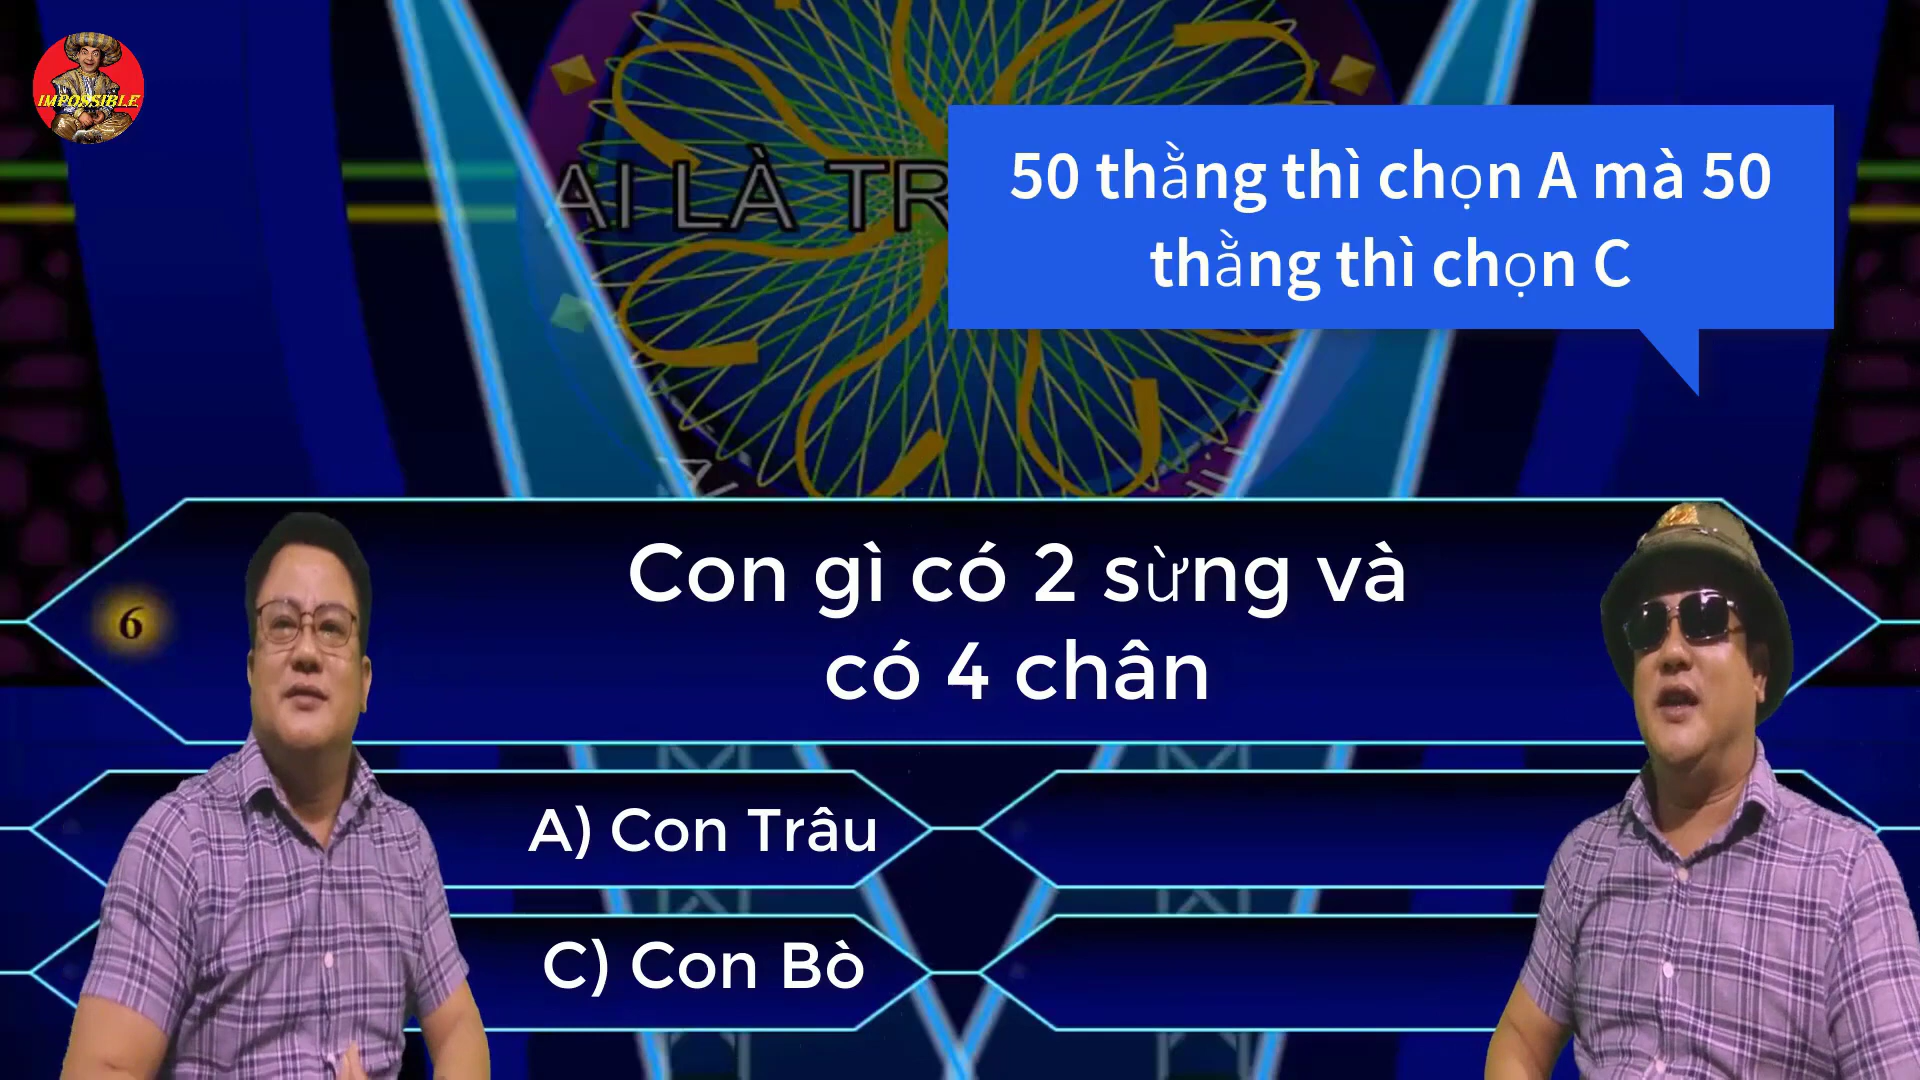 IMPOSSIBLE
AI LÀ TR
50 thằng thì chọn A mà 50
thằng thì chọn C
Con gì có 2 sừng và
có 4 chân
6
A) Con Trâu
C) Con Bò